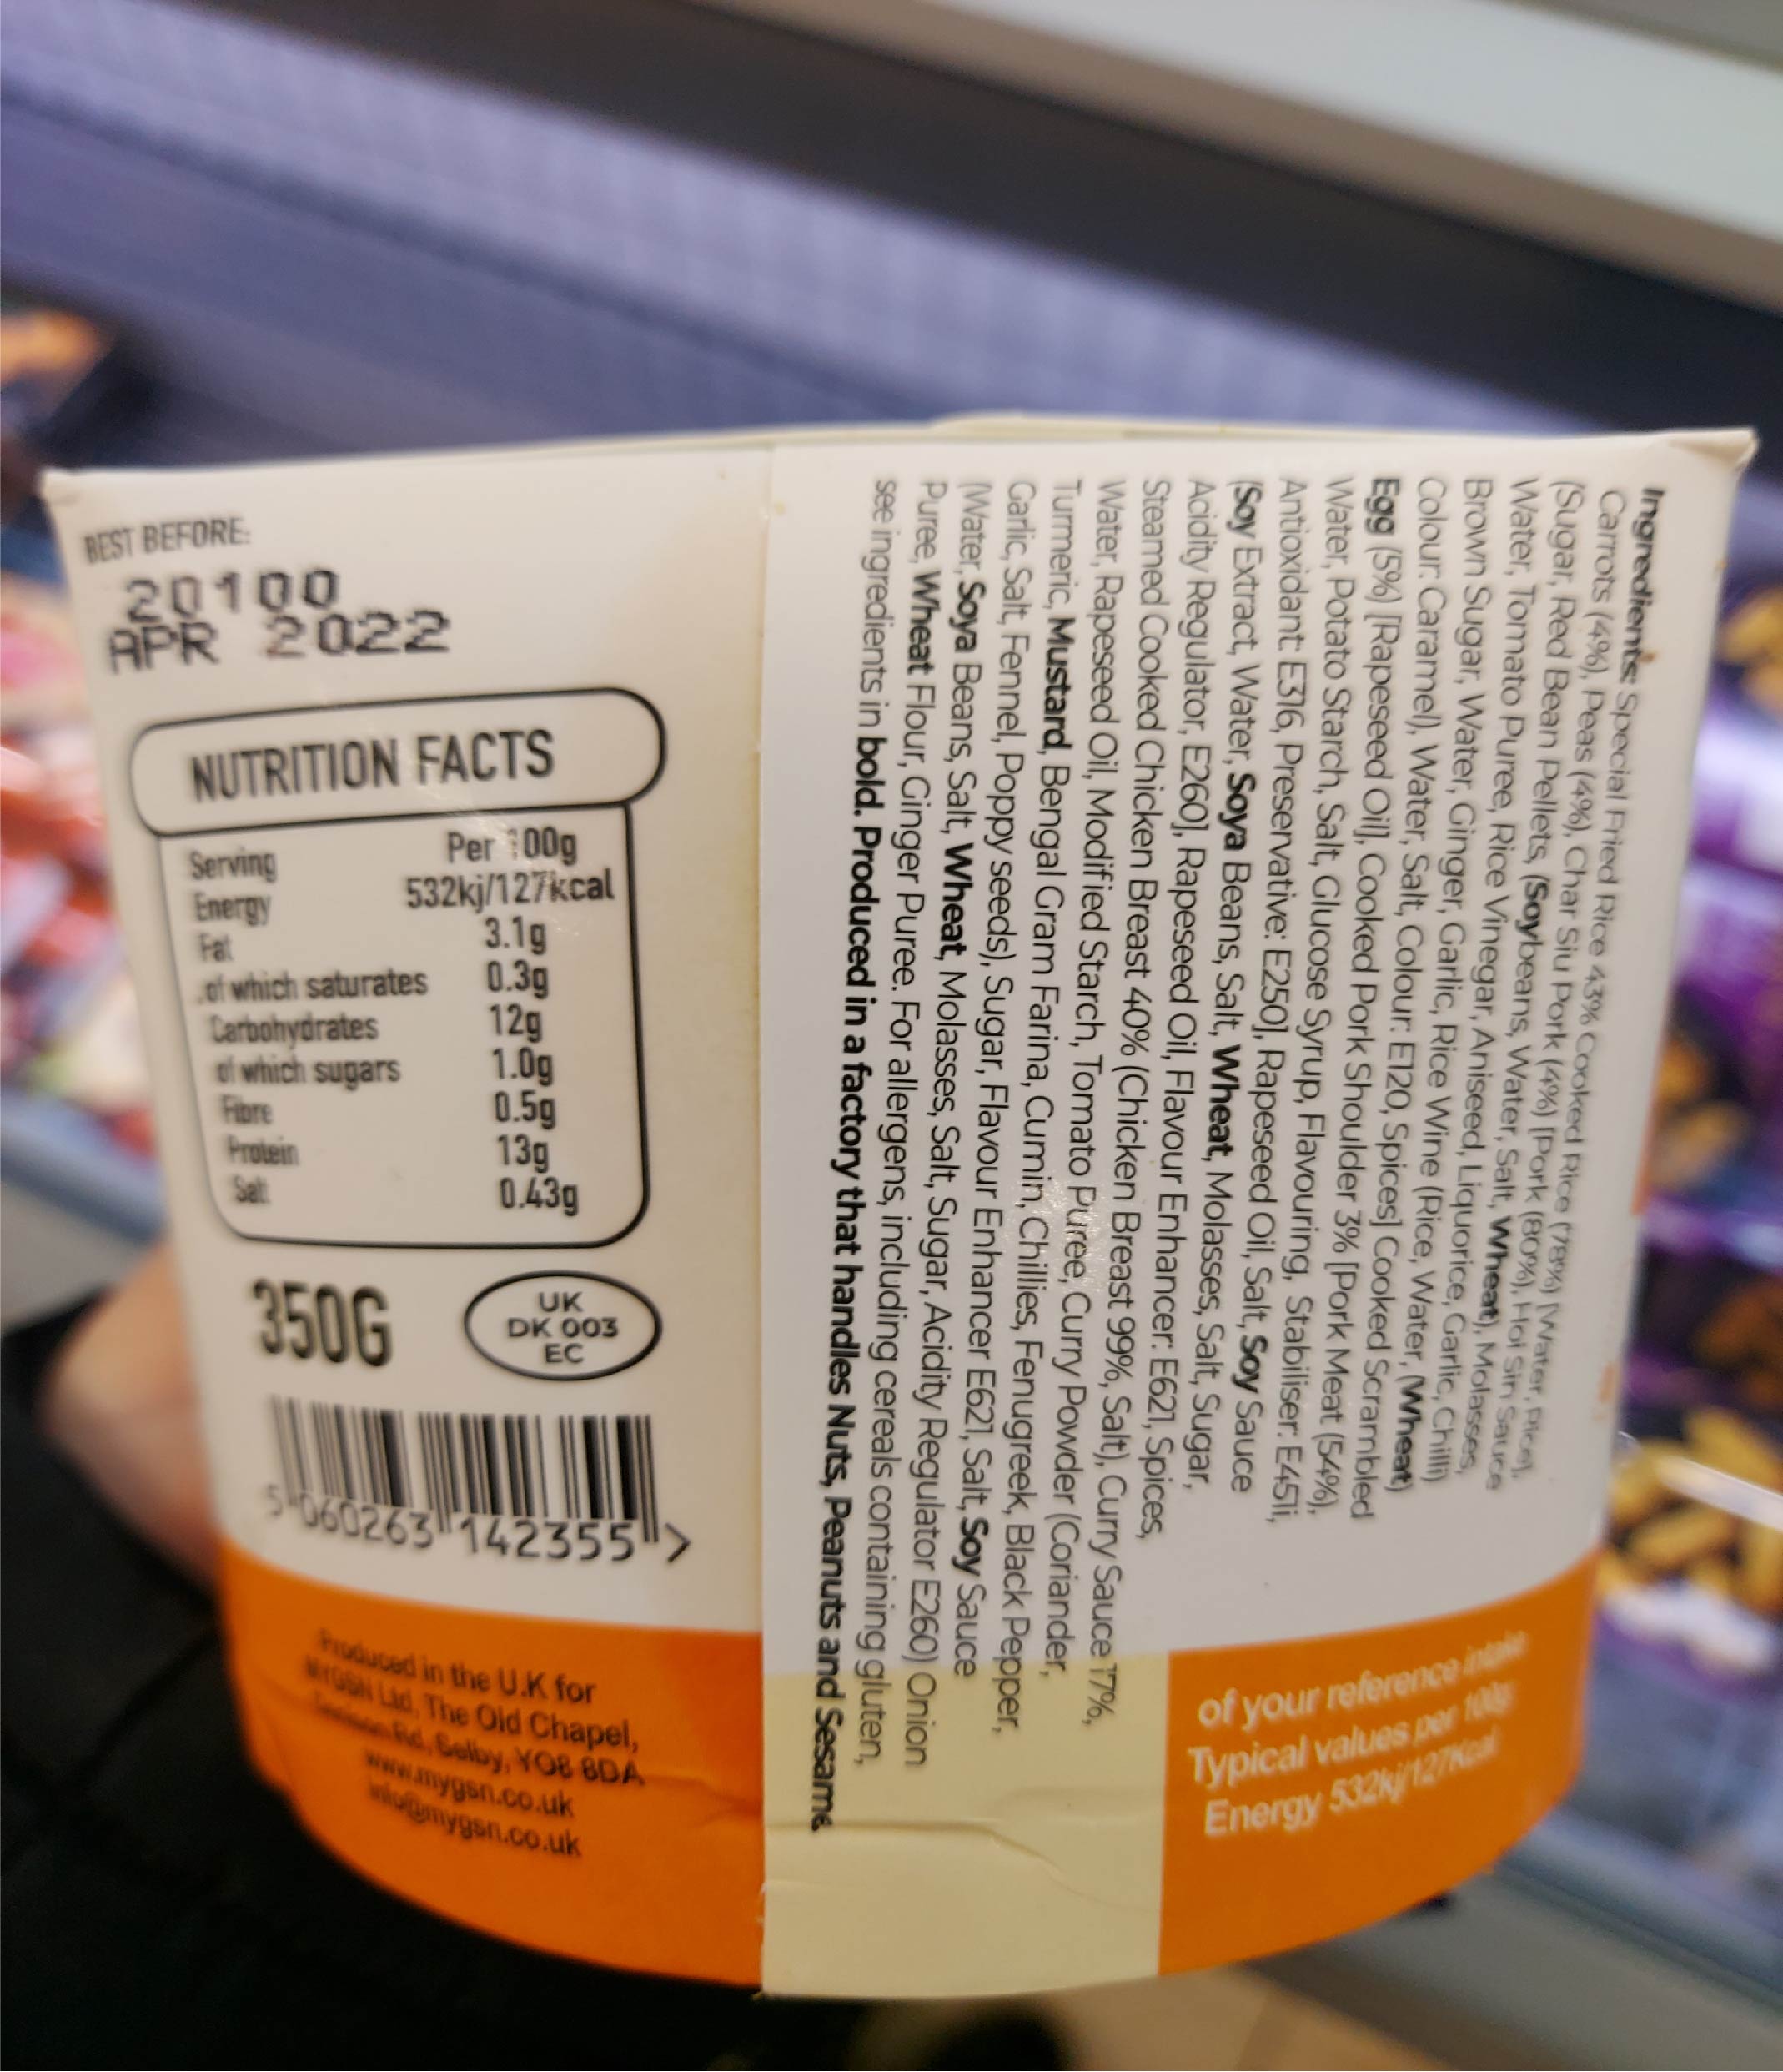 BEST BEFORE:
20100
APR 2022
NUTRITION FACTS
Serving Per 100g
Energy 532kj/127kcal
Fat 3.1g
of which saturates 0.3g
Carbohydrates 12g
of which sugars 1.0g
Fibre 0.5g
Protein 13g
Salt 0.43g
350G
UK
DK 003
EC
5 060263 142355 >
Produced in the U.K for
MYGSN Ltd, The Old Chapel,
Rd, Selby, YO8 8DA
www.mygsn.co.uk
info@mygsn.co.uk
Ingredients: Special Fried Rice 43% Cooked Rice (78%) [Water, Rice],
Carrots (4%), Peas (4%), Char Siu Pork (4%) [Pork (80%), Hoi Sin Sauce
(Sugar, Red Bean Pellets, (Soybeans, Water, Salt, Wheat), Molasses,
Water, Tomato Puree, Rice Vinegar, Aniseed, Liquorice, Garlic, Chilli)
Brown Sugar, Water, Ginger, Garlic, Rice Wine (Rice, Water, (Wheat)
Colour: Caramel), Water, Salt, Colour: E120, Spices] Cooked Scrambled
Egg (5%) [Rapeseed Oil], Cooked Pork Shoulder 3% [Pork Meat (54%),
Water, Potato Starch, Salt, Glucose Syrup, Flavouring, Stabiliser: E451i,
Antioxidant: E316, Preservative: E250], Rapeseed Oil, Salt, Soy Sauce
(Soy Extract, Water, Soya Beans, Salt, Wheat, Molasses, Salt, Sugar,
Acidity Regulator, E260], Rapeseed Oil, Flavour Enhancer: E621, Spices,
Steamed Cooked Chicken Breast 40% (Chicken Breast 99%, Salt), Curry Sauce 17%,
Water, Rapeseed Oil, Modified Starch, Tomato Puree, Curry Powder (Coriander,
Turmeric, Mustard, Bengal Gram Farina, Cumin, Chillies, Fenugreek, Black Pepper,
Garlic, Salt, Fennel, Poppy seeds), Sugar, Flavour Enhancer E621, Salt, Soy Sauce
(Water, Soya Beans, Salt, Wheat, Molasses, Salt, Sugar, Acidity Regulator E260) Onion
Puree, Wheat Flour, Ginger Puree. For allergens, including cereals containing gluten,
see ingredients in bold. Produced in a factory that handles Nuts, Peanuts and Sesame.
of your reference intake
Typical values per 100g
Energy 532kj/127Kcal